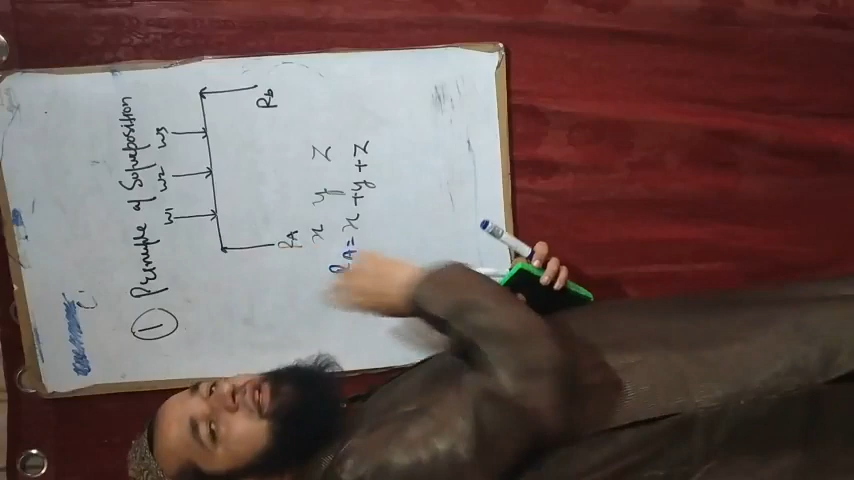 ① Principle of Superposition
W1 W2 W3
RA Rb
x y z
RA = x + y + z